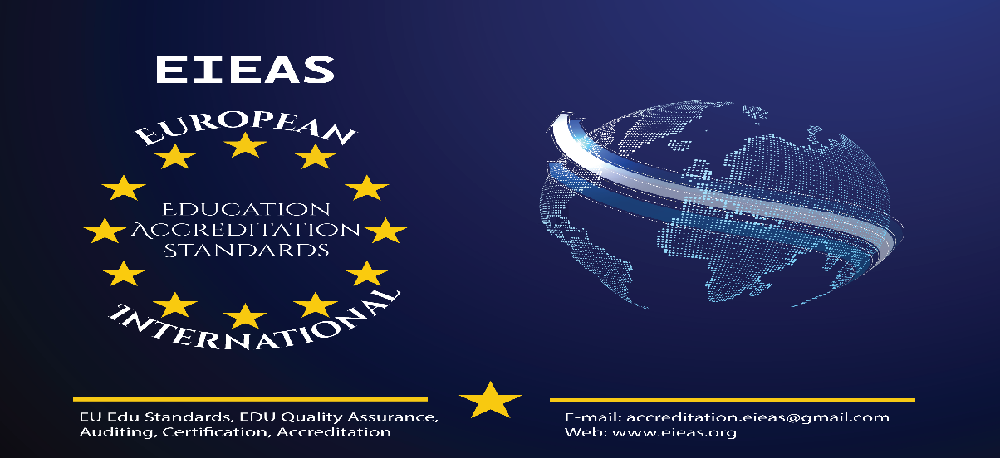 EIEAS
EUROPEAN
EDUCATION
ACCREDITATION
STANDARDS
INTERNATIONAL
EU Edu Standards, EDU Quality Assurance,
Auditing, Certification, Accreditation
E-mail: accreditation.eieas@gmail.com
Web: www.eieas.org